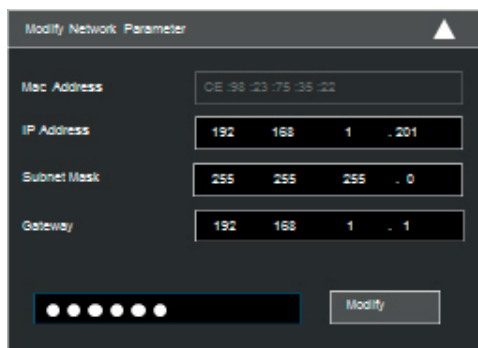 Modify Network Parameter
Mac Address CE :98 :23 :75 :35 :22
IP Address 192 168 1 . 201
Subnet Mask 255 255 255 . 0
Gateway 192 168 1 . 1
●●●●●● Modify